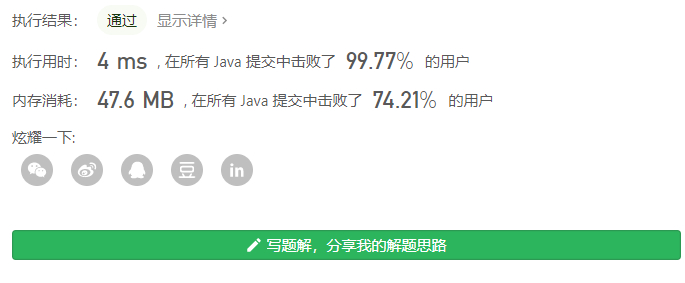 执行结果： 通过 显示详情 ›
执行用时： 4 ms , 在所有 Java 提交中击败了 99.77% 的用户
内存消耗： 47.6 MB , 在所有 Java 提交中击败了 74.21% 的用户
炫耀一下:
豆 in
写题解，分享我的解题思路